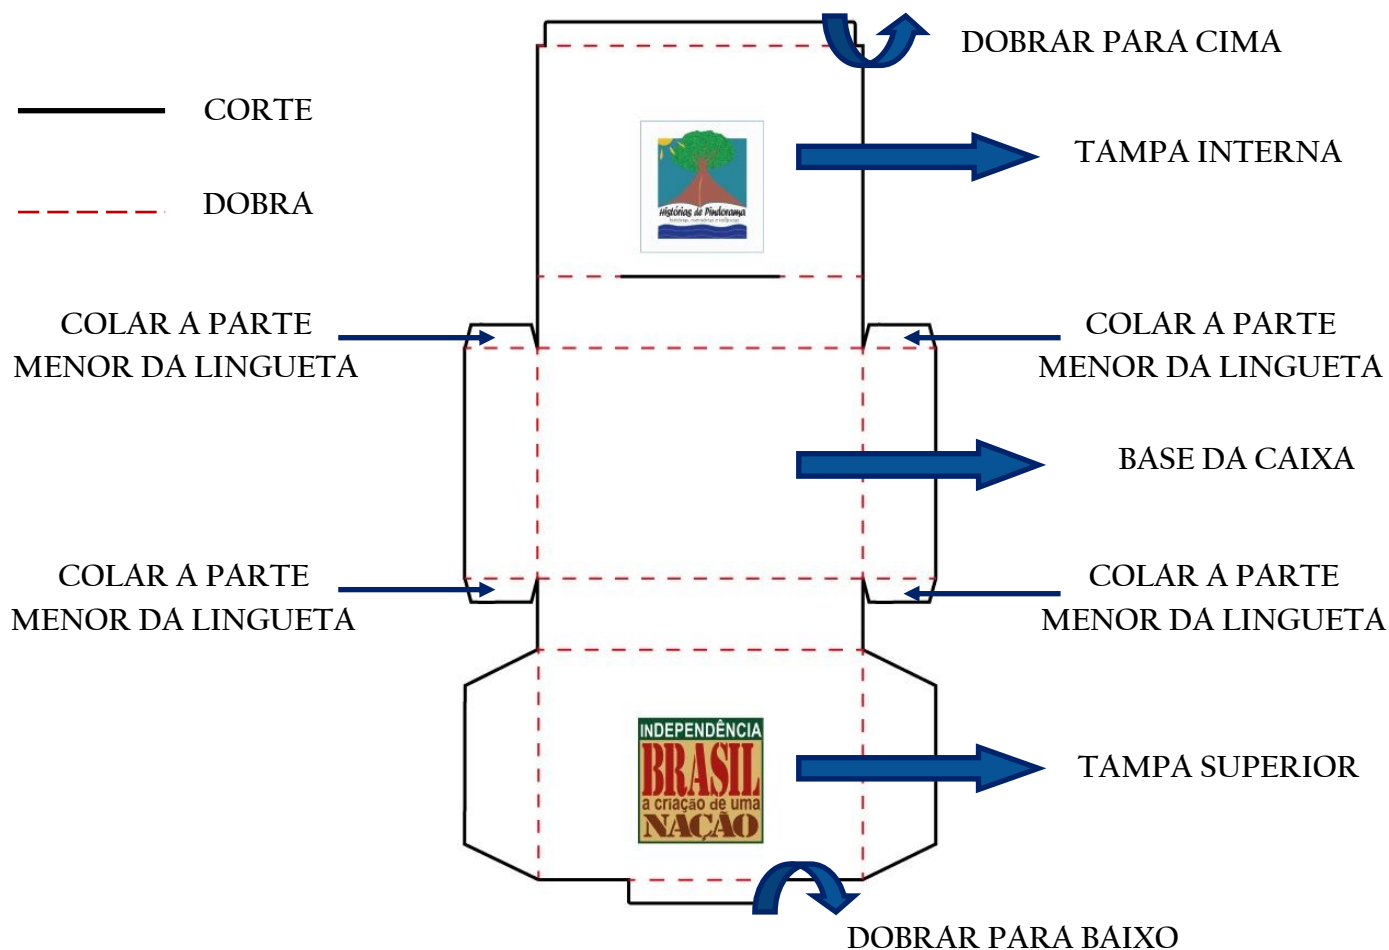 DOBRAR PARA CIMA
CORTE
TAMPA INTERNA
DOBRA
Histórias de Pindorama
COLAR A PARTE
MENOR DA LINGUETA
COLAR A PARTE
MENOR DA LINGUETA
BASE DA CAIXA
COLAR A PARTE
MENOR DA LINGUETA
COLAR A PARTE
MENOR DA LINGUETA
INDEPENDÊNCIA
BRASIL
a criação de uma
NAÇÃO
TAMPA SUPERIOR
DOBRAR PARA BAIXO